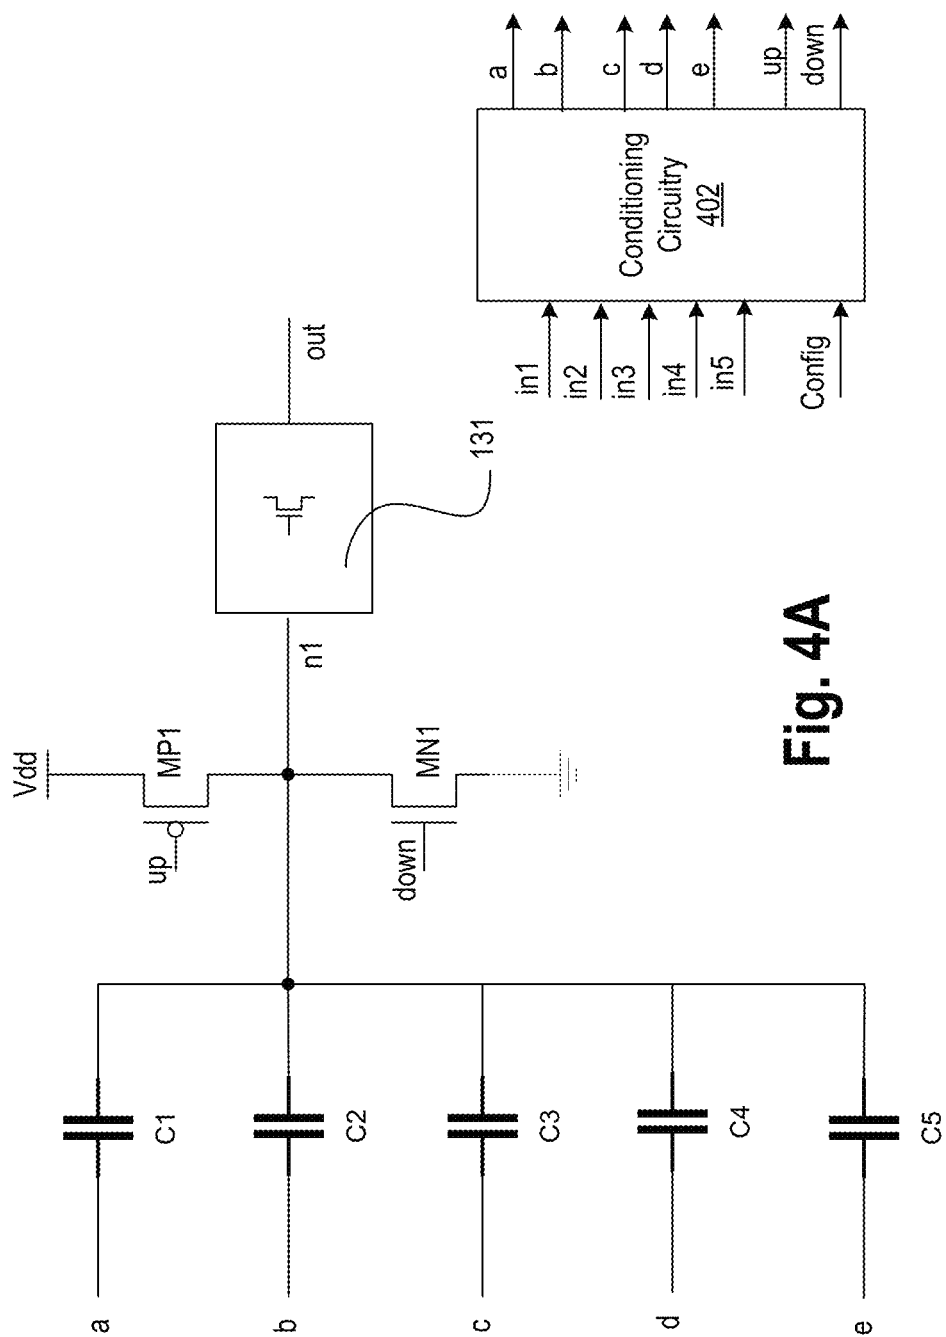 Vdd
up
MP1
down
MN1
n1
131
out
a
C1
b
C2
c
C3
d
C4
e
C5
in1
in2
in3
in4
in5
Config
Conditioning
Circuitry
402
a
b
c
d
e
up
down
Fig. 4A